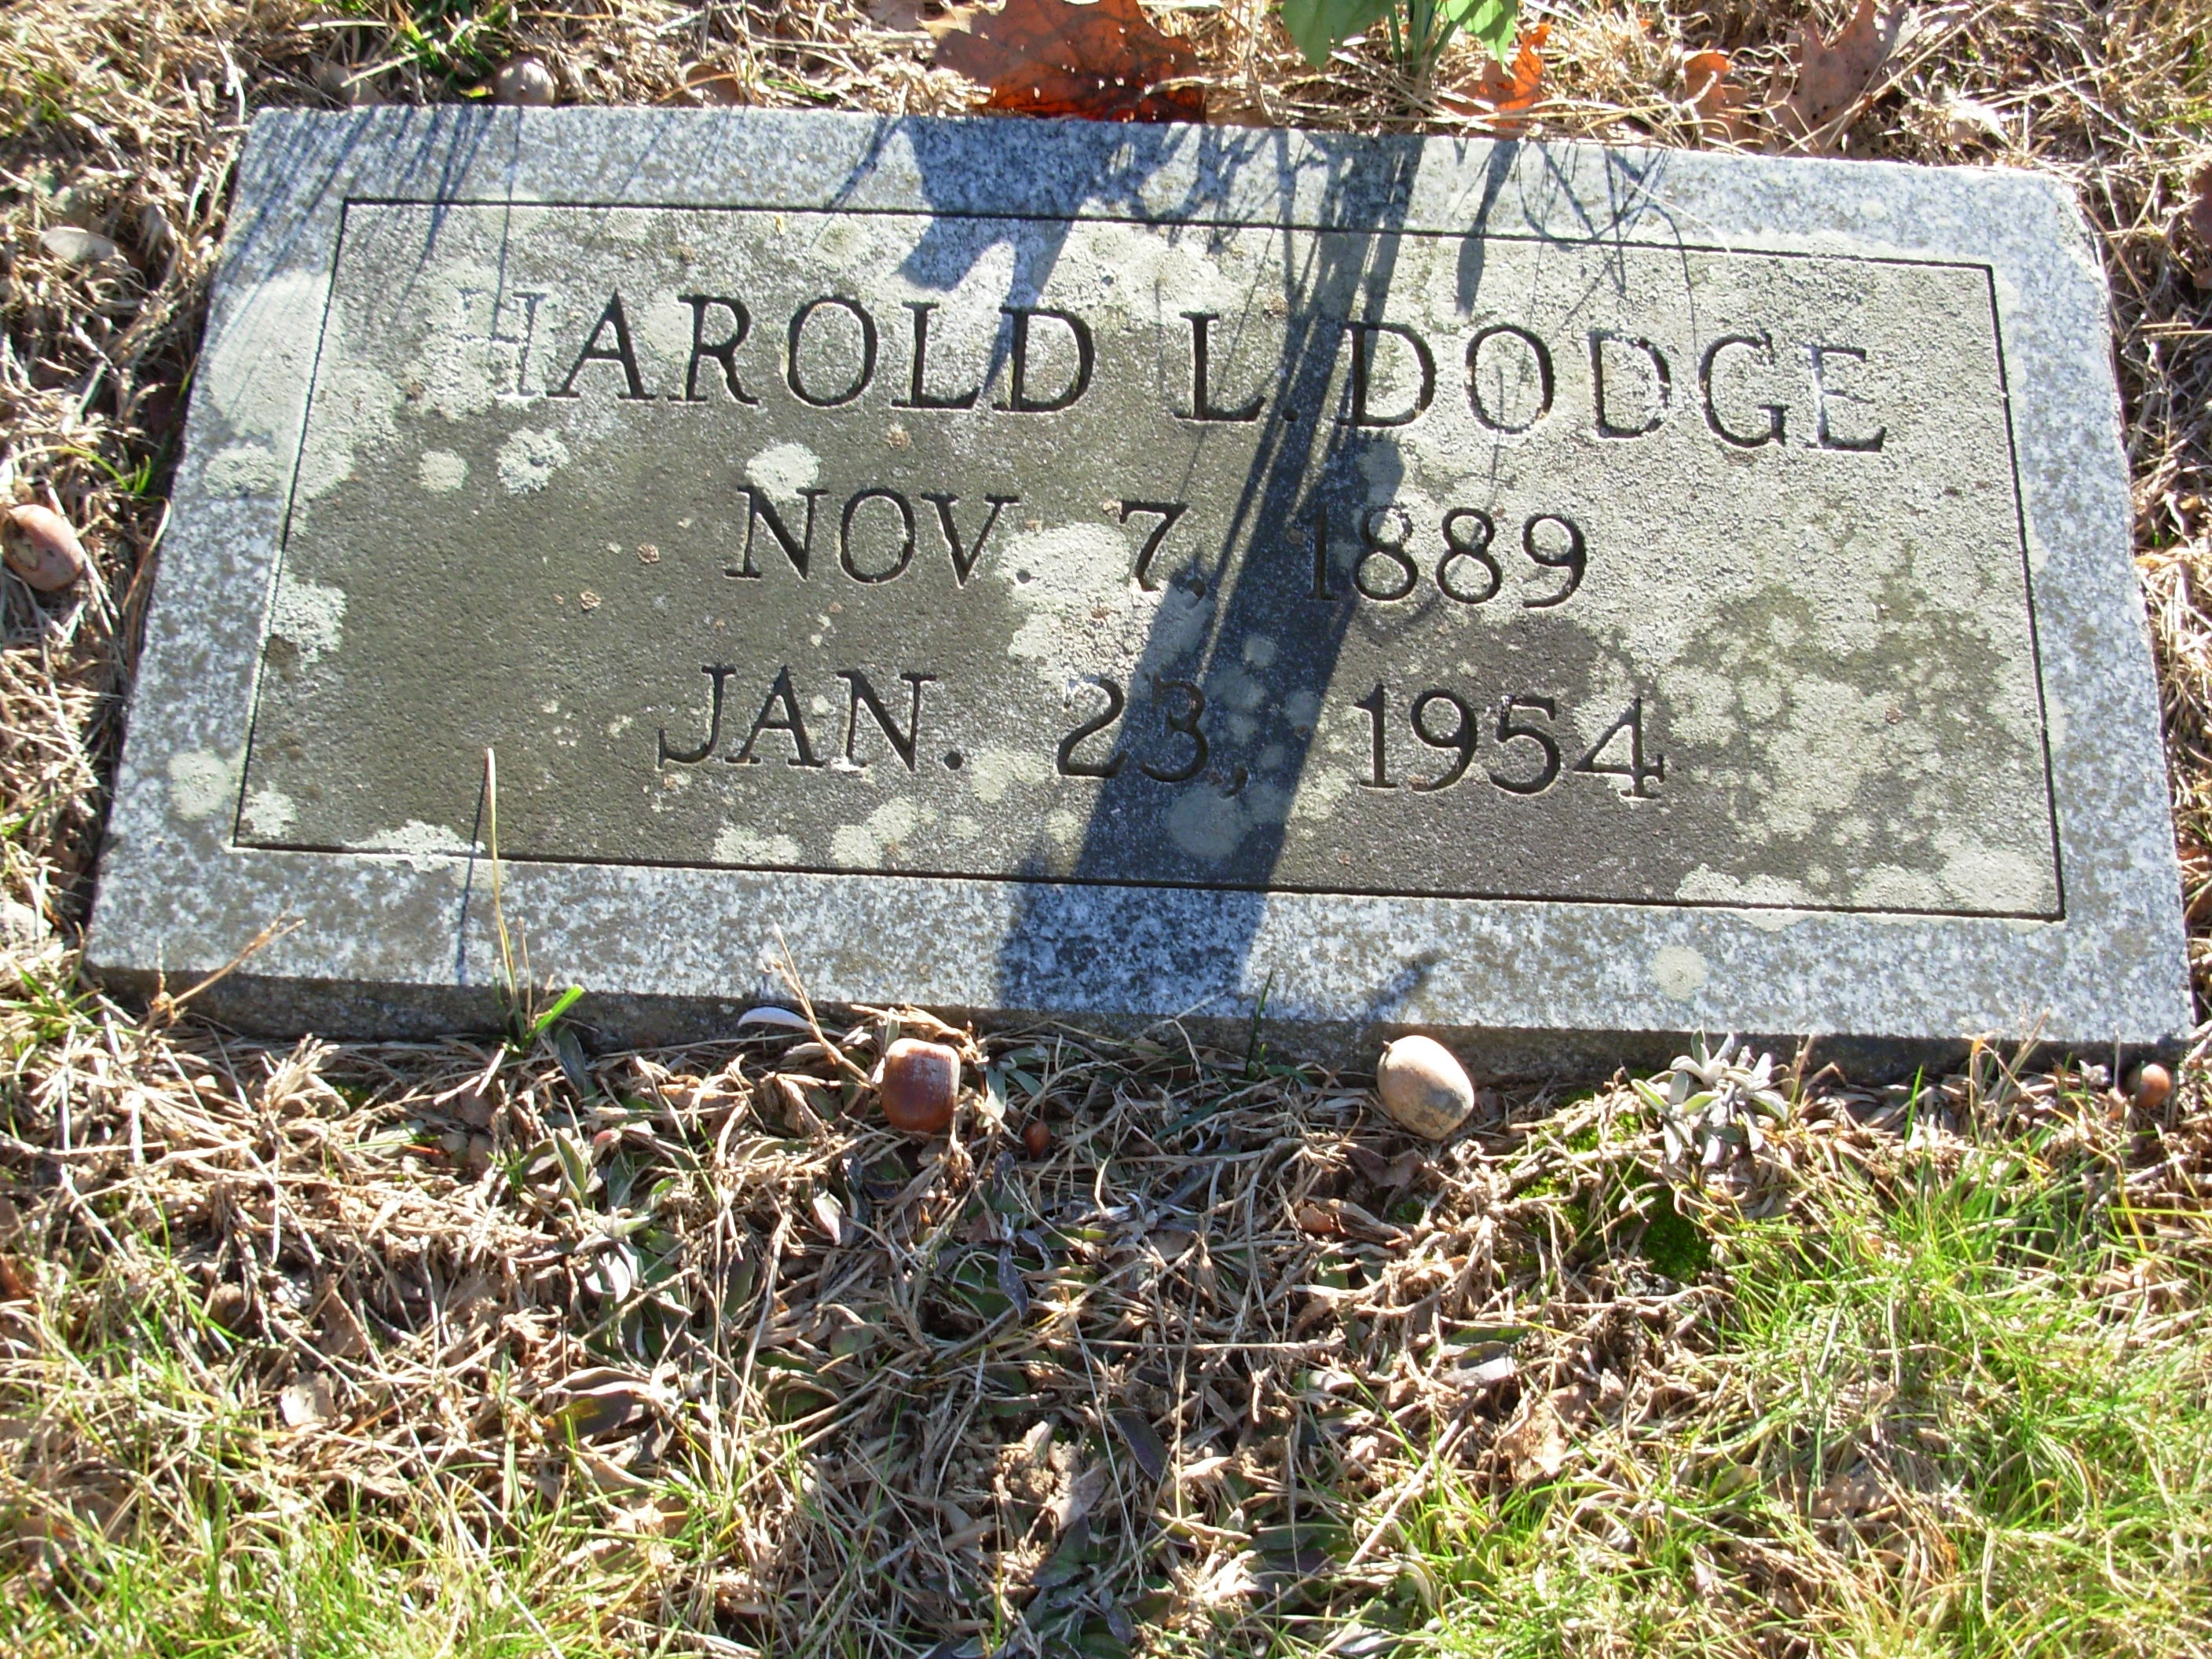 HAROLD L. DODGE
NOV. 7, 1889
JAN. 23, 1954